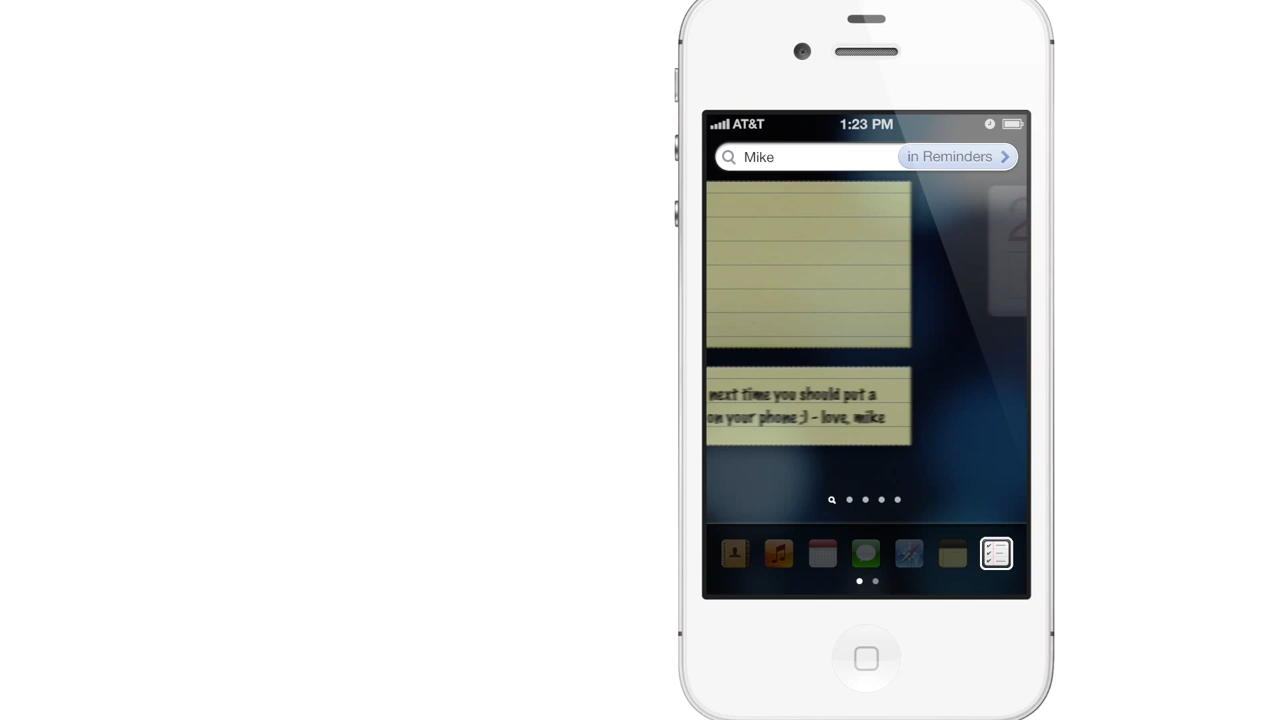 AT&T 1:23 PM
Mike in Reminders
next time you should put a
on your phone ;) - love, mike